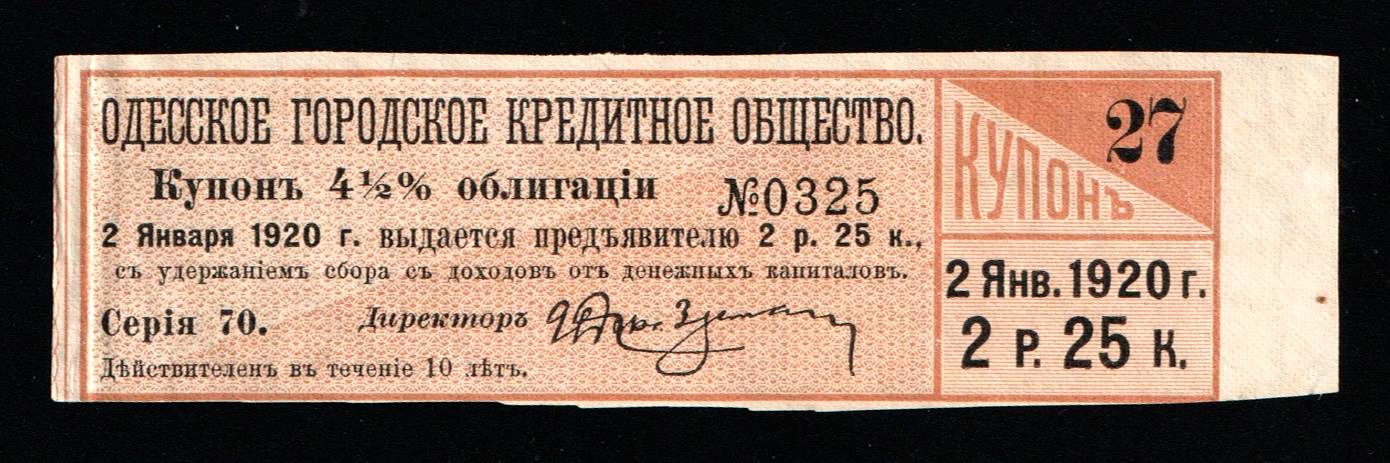 ОДЕССКОЕ ГОРОДСКОЕ КРЕДИТНОЕ ОБЩЕСТВО.
Купонъ 4½% облигаціи №0325
2 Января 1920 г. выдается предъявителю 2 р. 25 к.,
съ удержаніемъ сбора съ доходовъ отъ денежныхъ капиталовъ.
Серія 70. Директоръ
Дѣйствителенъ въ теченіе 10 лѣтъ.
27
КУПОНЪ
2 Янв. 1920 г.
2 Р. 25 К.